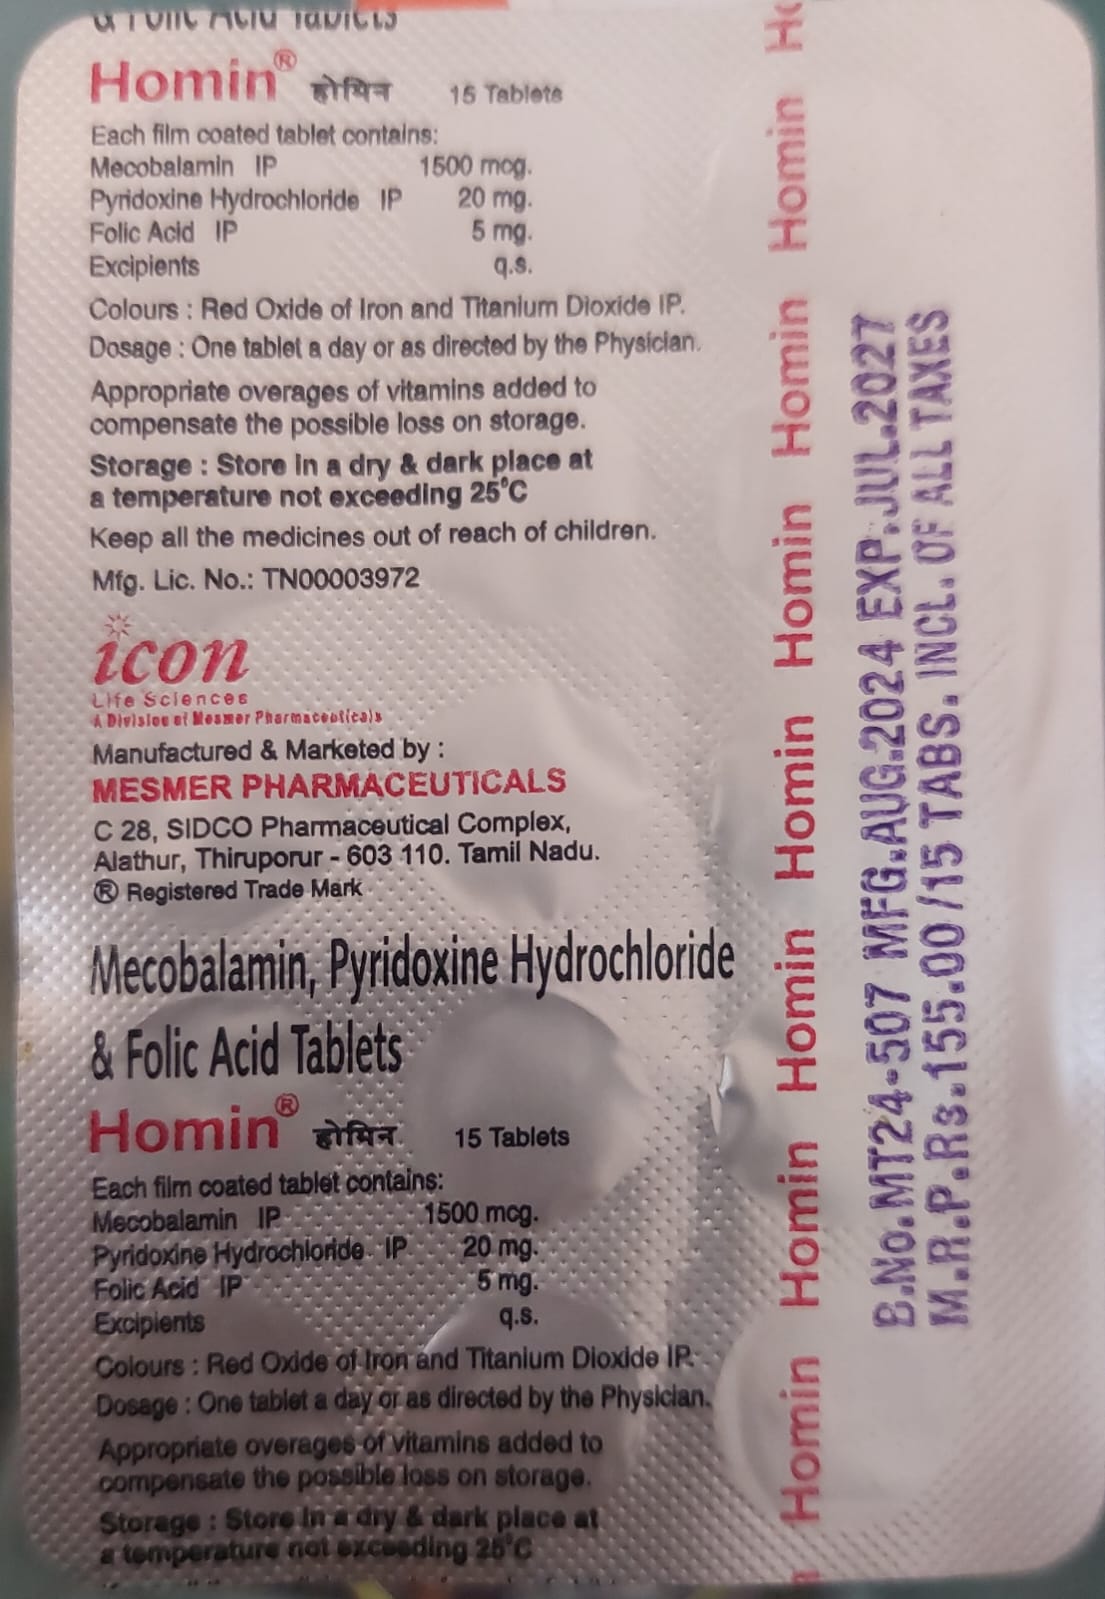 & Folic Acid Tablets
Homin® होमिन 15 Tablets
Each film coated tablet contains:
Mecobalamin IP 1500 mcg.
Pyridoxine Hydrochloride IP 20 mg.
Folic Acid IP 5 mg.
Excipients q.s.
Colours : Red Oxide of Iron and Titanium Dioxide IP.
Dosage : One tablet a day or as directed by the Physician.
Appropriate overages of vitamins added to
compensate the possible loss on storage.
Storage : Store in a dry & dark place at
a temperature not exceeding 25°C
Keep all the medicines out of reach of children.
Mfg. Lic. No.: TN00003972
icon
Life Sciences
A Division of Mesmer Pharmaceuticals
Manufactured & Marketed by :
MESMER PHARMACEUTICALS
C 28, SIDCO Pharmaceutical Complex,
Alathur, Thiruporur - 603 110. Tamil Nadu.
® Registered Trade Mark
Mecobalamin, Pyridoxine Hydrochloride
& Folic Acid Tablets
Homin® होमिन 15 Tablets
Each film coated tablet contains:
Mecobalamin IP 1500 mcg.
Pyridoxine Hydrochloride IP 20 mg.
Folic Acid IP 5 mg.
Excipients q.s.
Colours : Red Oxide of Iron and Titanium Dioxide IP.
Dosage : One tablet a day or as directed by the Physician.
Appropriate overages of vitamins added to
compensate the possible loss on storage.
Storage : Store in a dry & dark place at
a temperature not exceeding 25°C
Homin Homin Homin Homin Homin Homin Homin Ho
B.No.MT24-507 MFG.AUG.2024 EXP.JUL.2027
M.R.P.Rs.155.00/15 TABS. INCL. OF ALL TAXES